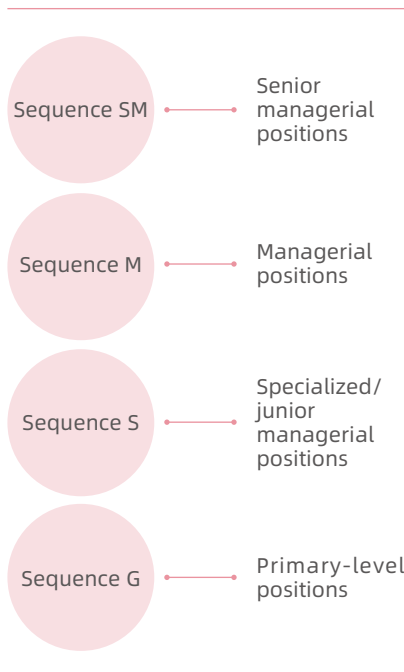 Sequence SM
Senior
managerial
positions
Sequence M
Managerial
positions
Sequence S
Specialized/
junior
managerial
positions
Sequence G
Primary-level
positions